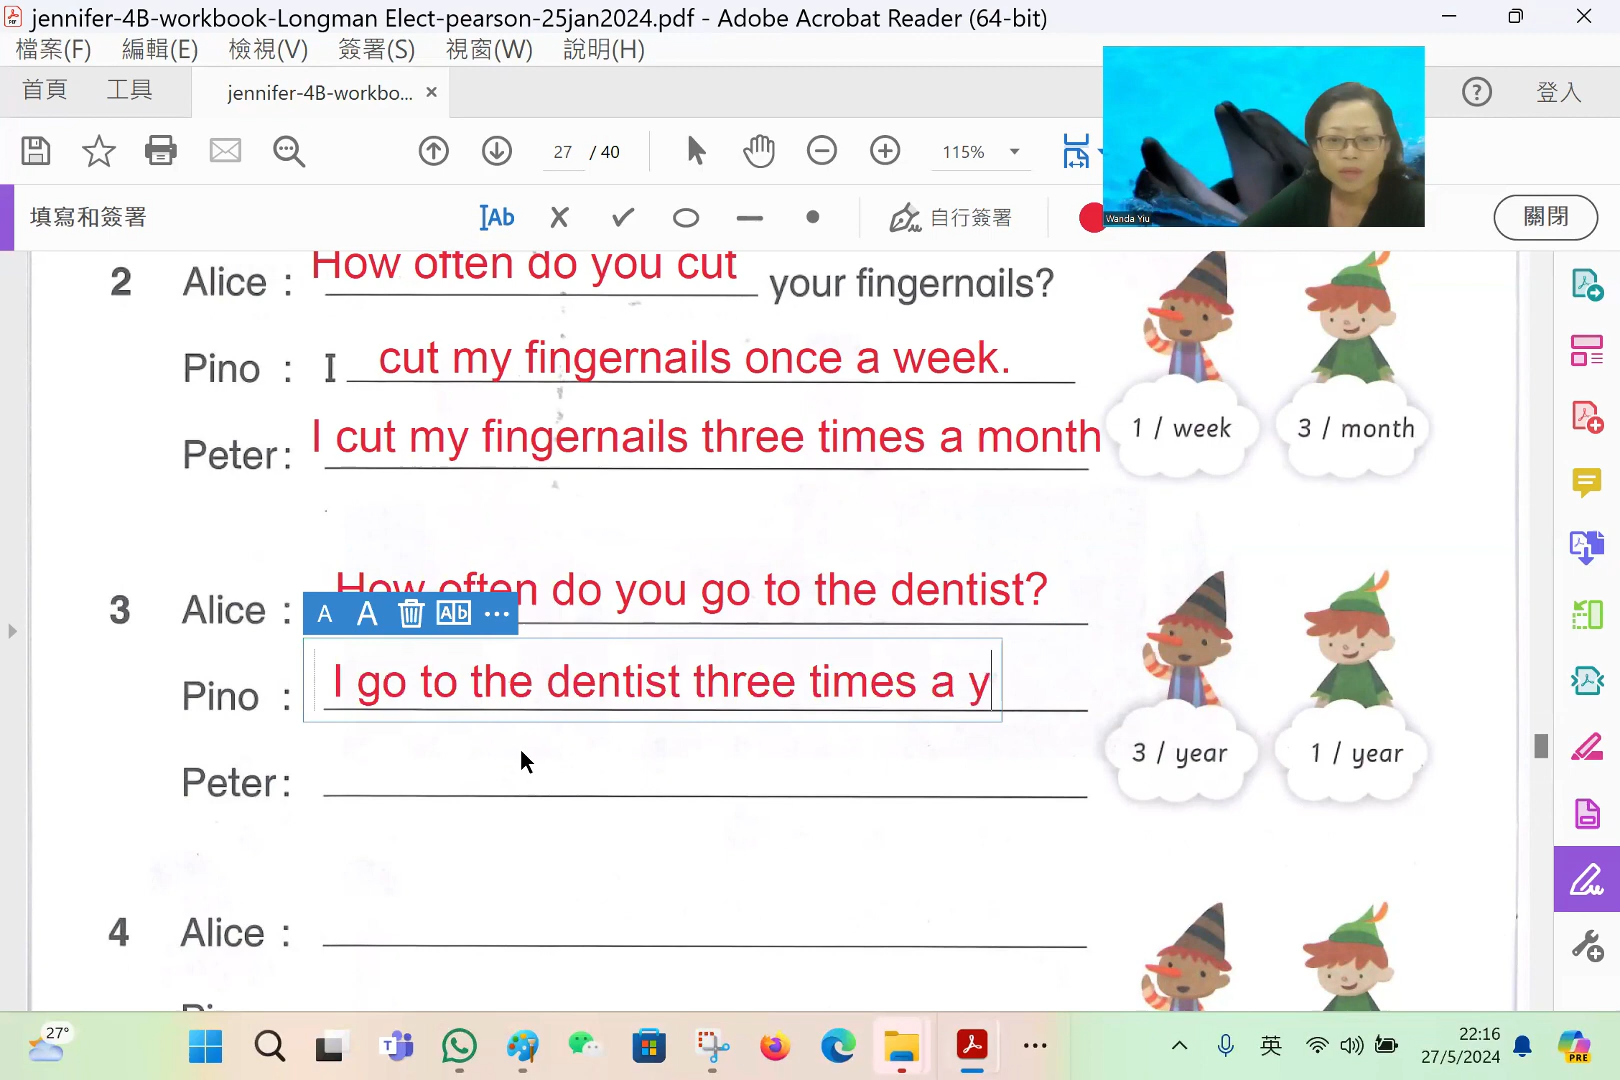 jennifer-4B-workbook-Longman Elect-pearson-25jan2024.pdf - Adobe Acrobat Reader (64-bit)
檔案(F) 編輯(E) 檢視(V) 簽署(S) 視窗(W) 說明(H)
首頁 工具 jennifer-4B-workbo... × ? 登入
27 / 40 115%
填寫和簽署 Ab 自行簽署 關閉
Wanda Yiu
2 Alice : How often do you cut your fingernails?
Pino : I cut my fingernails once a week.
Peter : I cut my fingernails three times a month
1 / week 3 / month
3 Alice : How often do you go to the dentist?
A A Ab ...
Pino : I go to the dentist three times a y
Peter :
3 / year 1 / year
4 Alice :
27° 英 22:16
27/5/2024
PRE